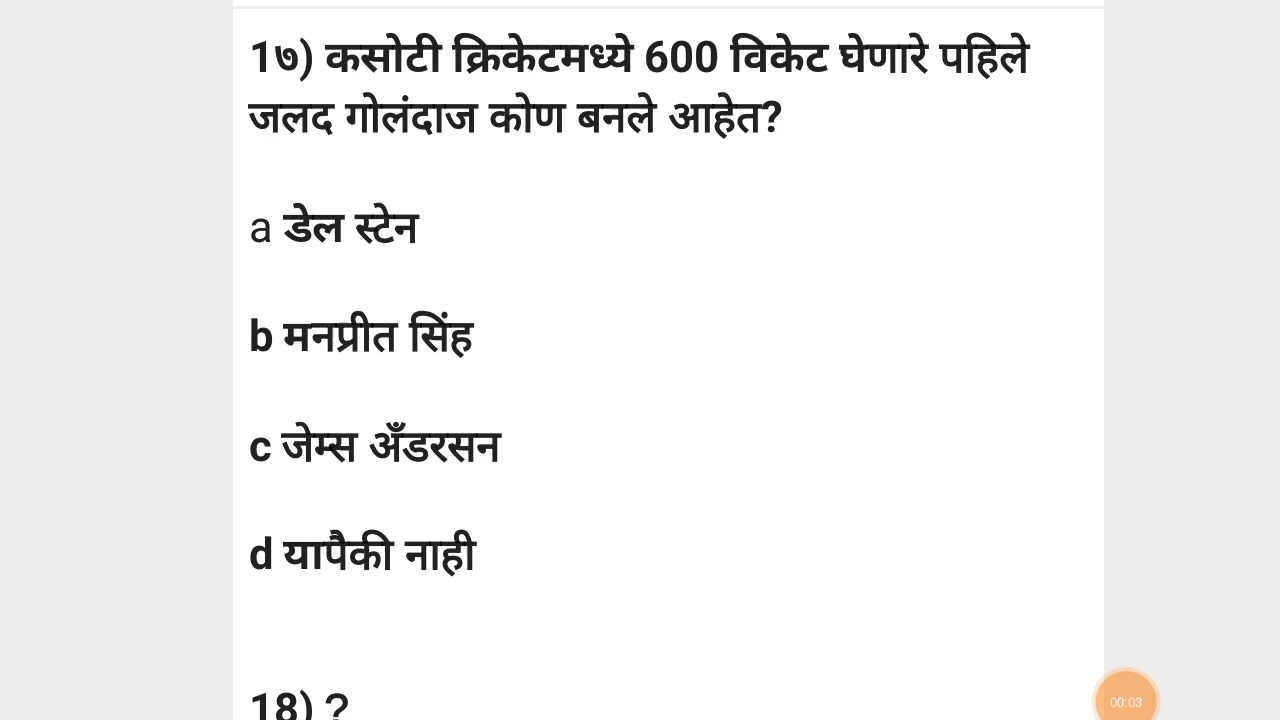 1७) कसोटी क्रिकेटमध्ये 600 विकेट घेणारे पहिले
जलद गोलंदाज कोण बनले आहेत?
a डेल स्टेन
b मनप्रीत सिंह
c जेम्स अँडरसन
d यापैकी नाही
18) ?
00:03